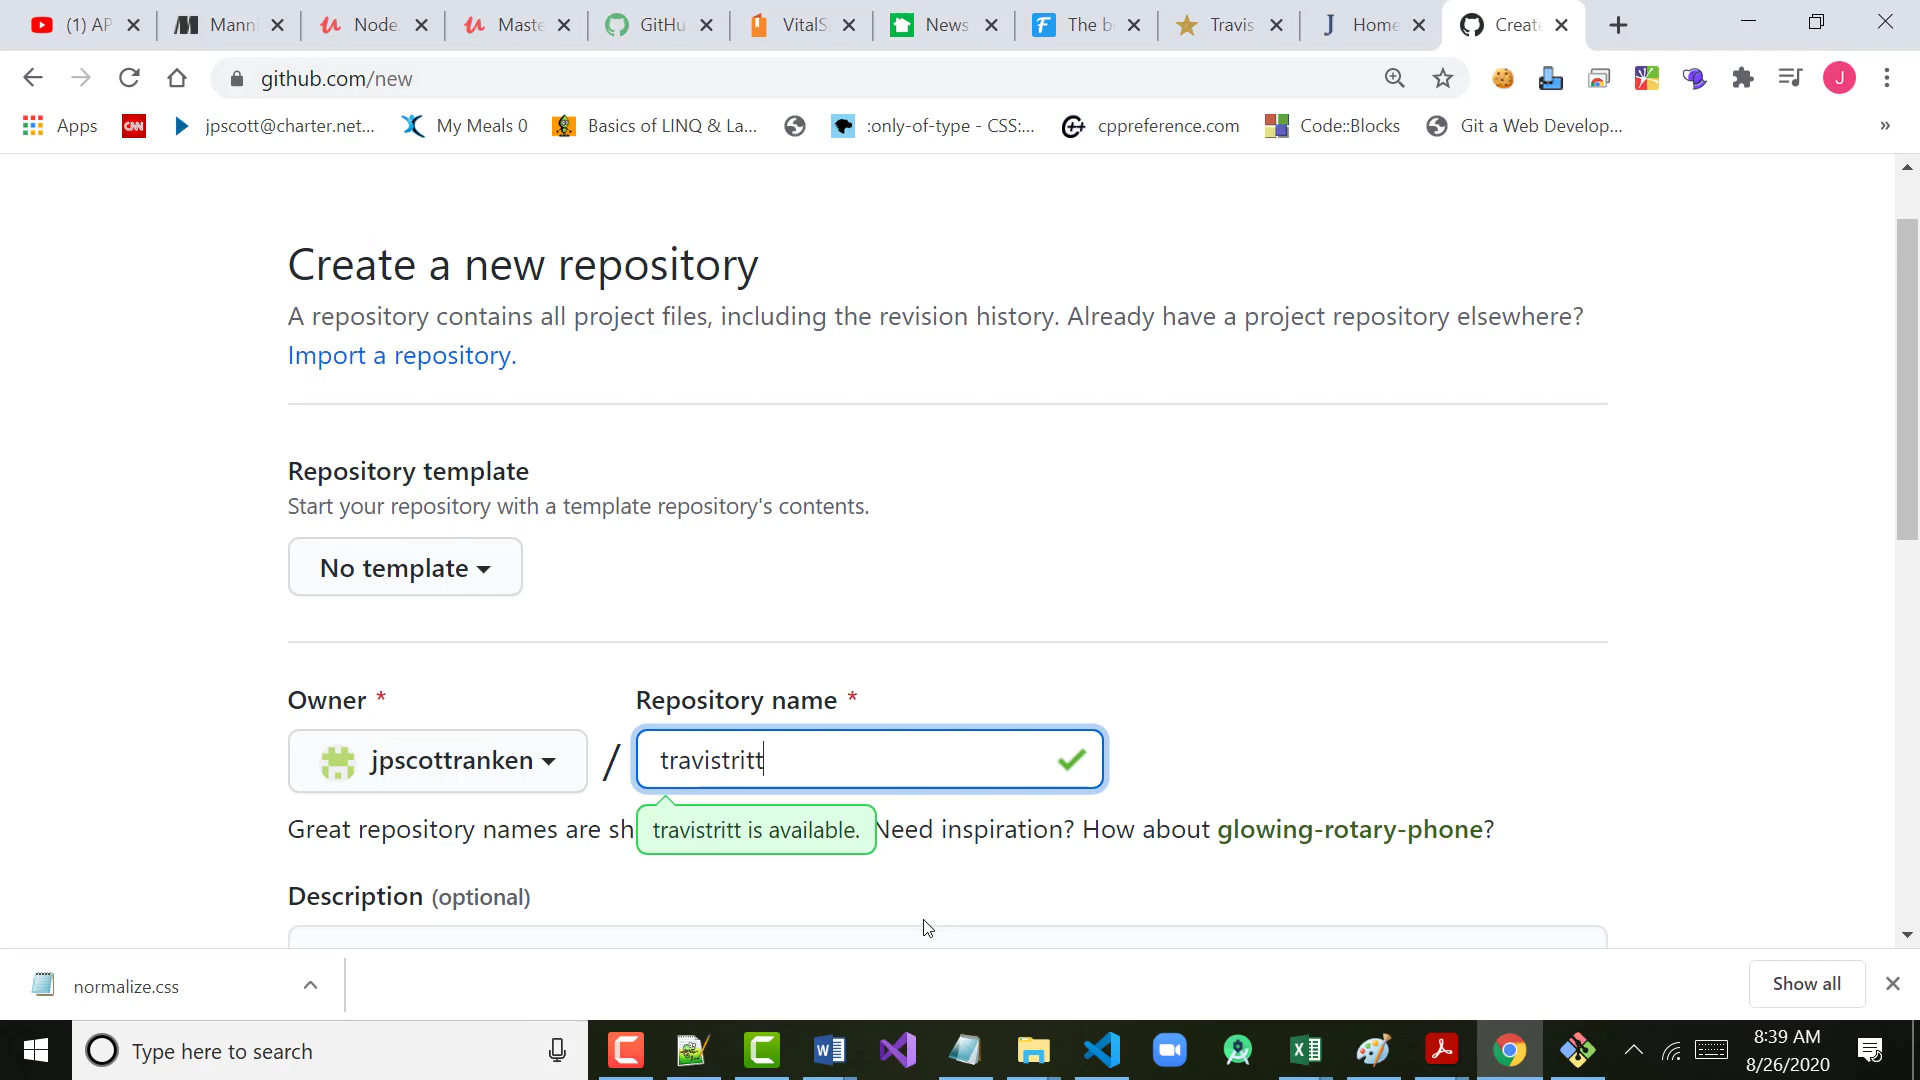 (1) AP
Manni
Node.
Maste
GitHu
VitalS
News
The b
Travis
Home
Create
github.com/new
J
Apps
CNN
jpscott@charter.net...
My Meals 0
Basics of LINQ & La...
:only-of-type - CSS:...
cppreference.com
Code::Blocks
Git a Web Develop...
»
Create a new repository
A repository contains all project files, including the revision history. Already have a project repository elsewhere?
Import a repository.
Repository template
Start your repository with a template repository's contents.
No template
Owner *
Repository name *
jpscottranken
/
travistritt
Great repository names are sh
travistritt is available.
Need inspiration? How about glowing-rotary-phone?
Description (optional)
normalize.css
Show all
Type here to search
8:39 AM
8/26/2020